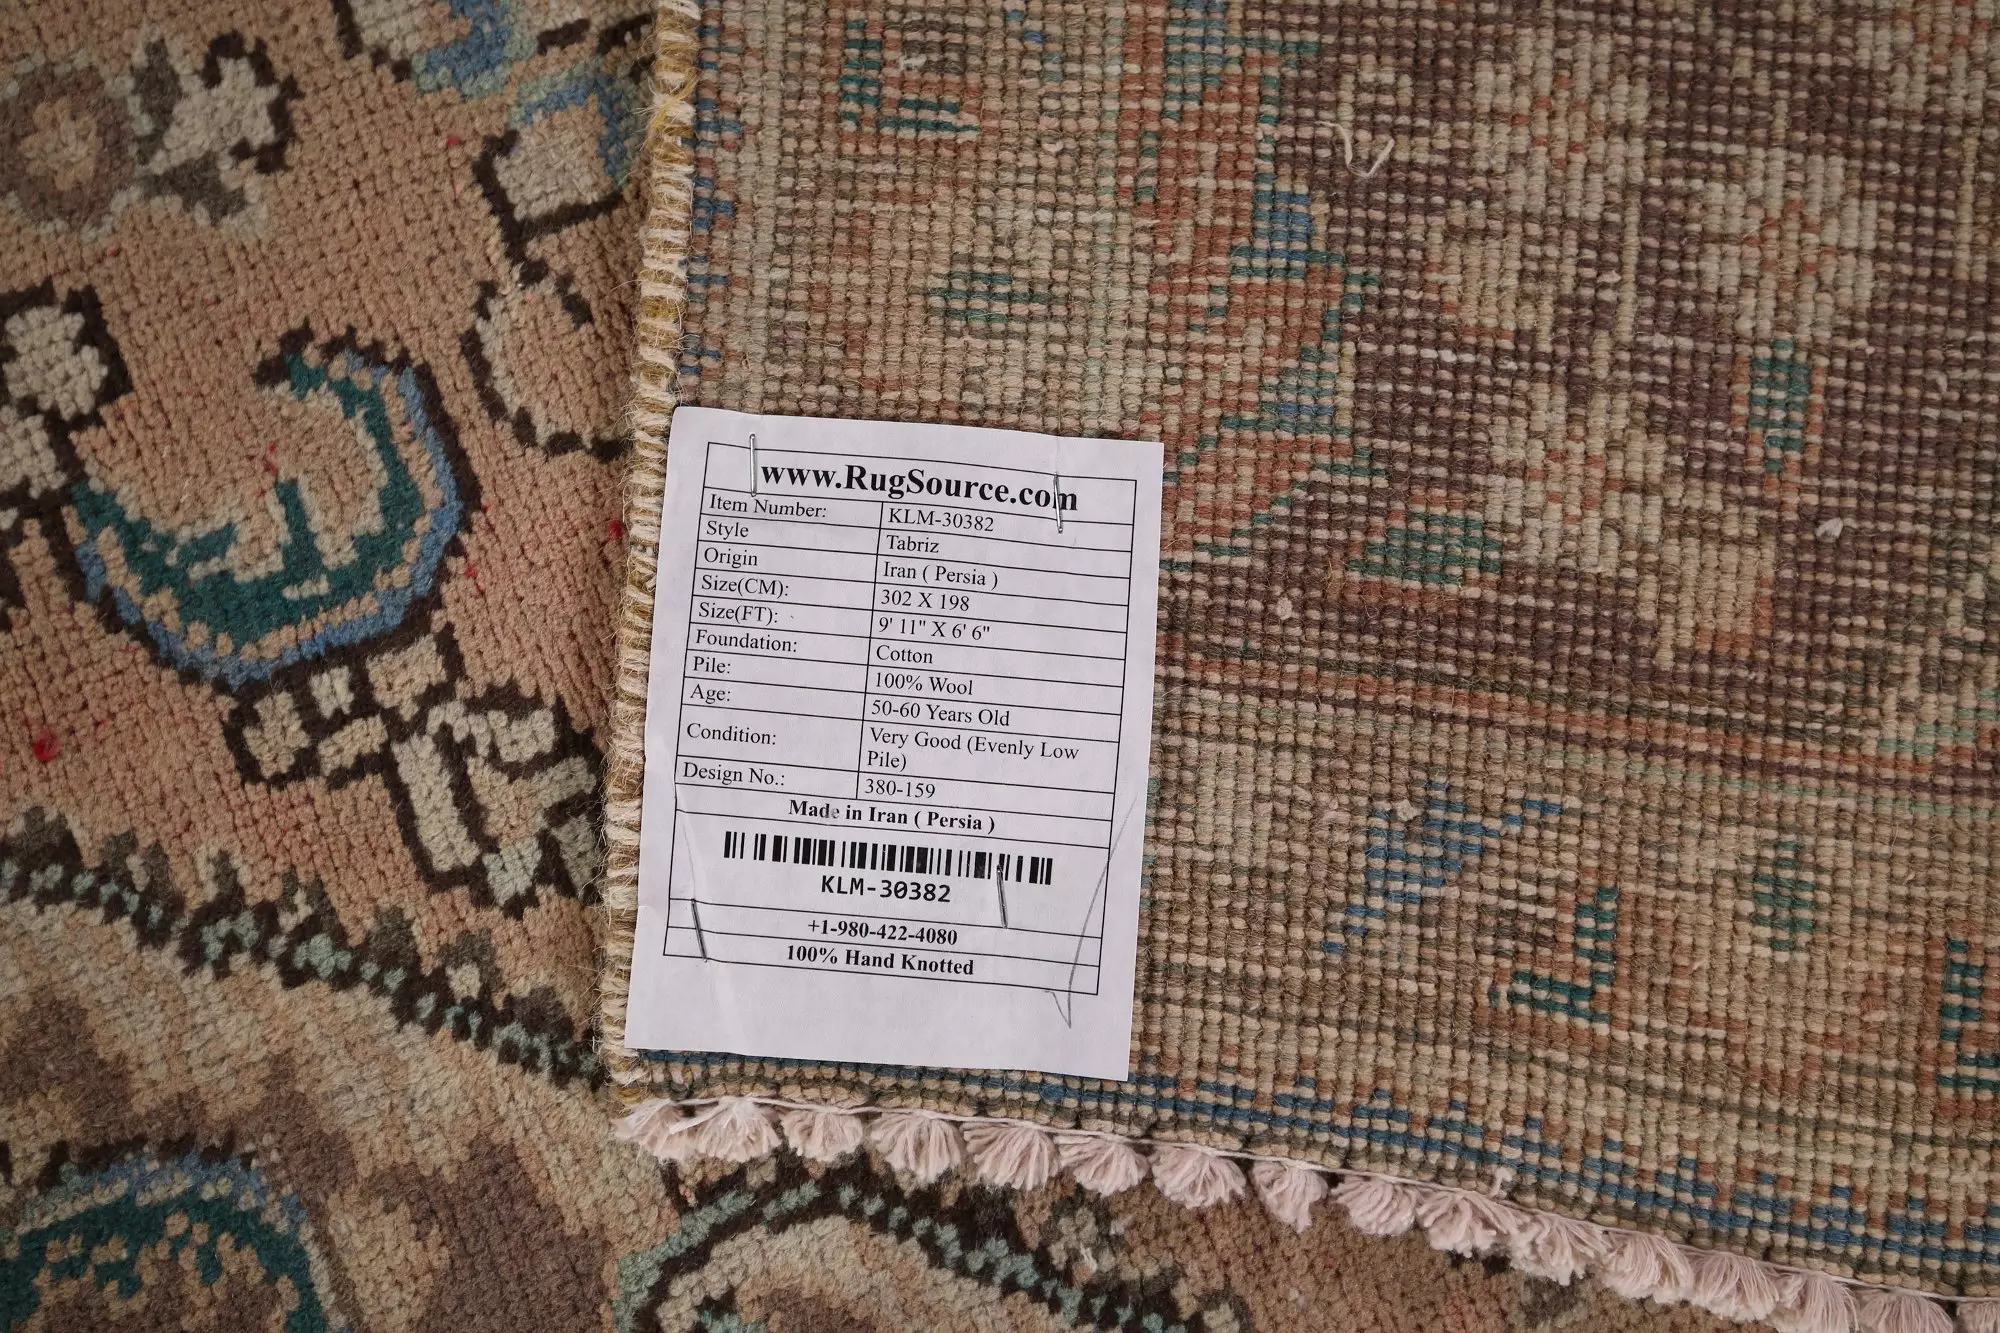 www.RugSource.com
Item Number: KLM-30382
Style Tabriz
Origin Iran ( Persia )
Size(CM): 302 X 198
Size(FT): 9' 11" X 6' 6"
Foundation: Cotton
Pile: 100% Wool
Age: 50-60 Years Old
Condition: Very Good (Evenly Low
Pile)
Design No.: 380-159
Made in Iran ( Persia )
KLM-30382
+1-980-422-4080
100% Hand Knotted